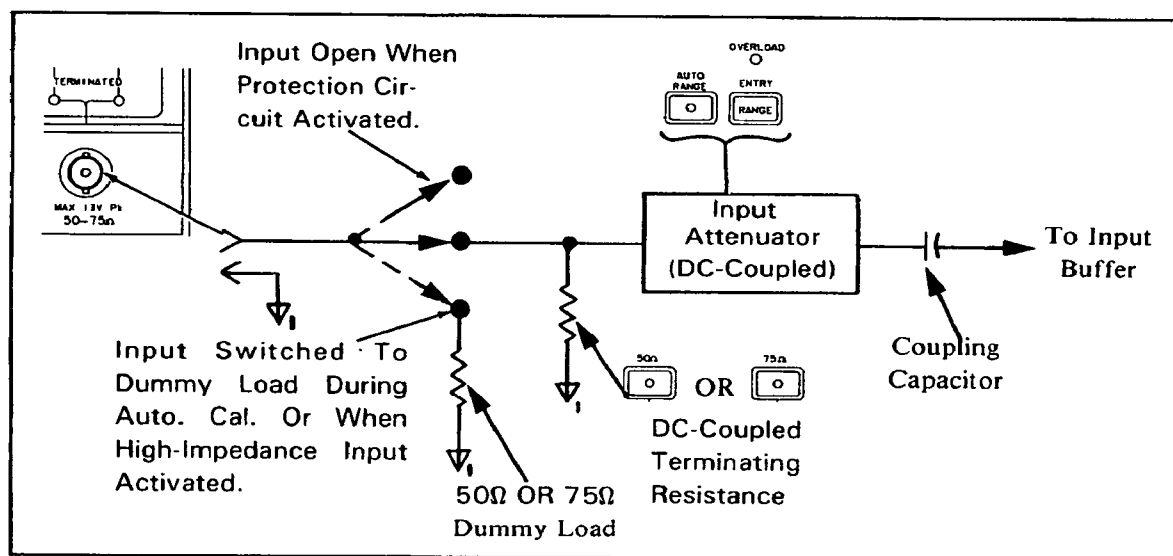 TERMINATED
MAX 13V Pk
50-75Ω
Input Open When
Protection Cir-
cuit Activated.
OVERLOAD
AUTO
RANGE
ENTRY
RANGE
Input
Attenuator
(DC-Coupled)
To Input
Buffer
Coupling
Capacitor
Input Switched To
Dummy Load During
Auto. Cal. Or When
High-Impedance Input
Activated.
50Ω OR 75Ω
Dummy Load
50Ω
OR
75Ω
DC-Coupled
Terminating
Resistance